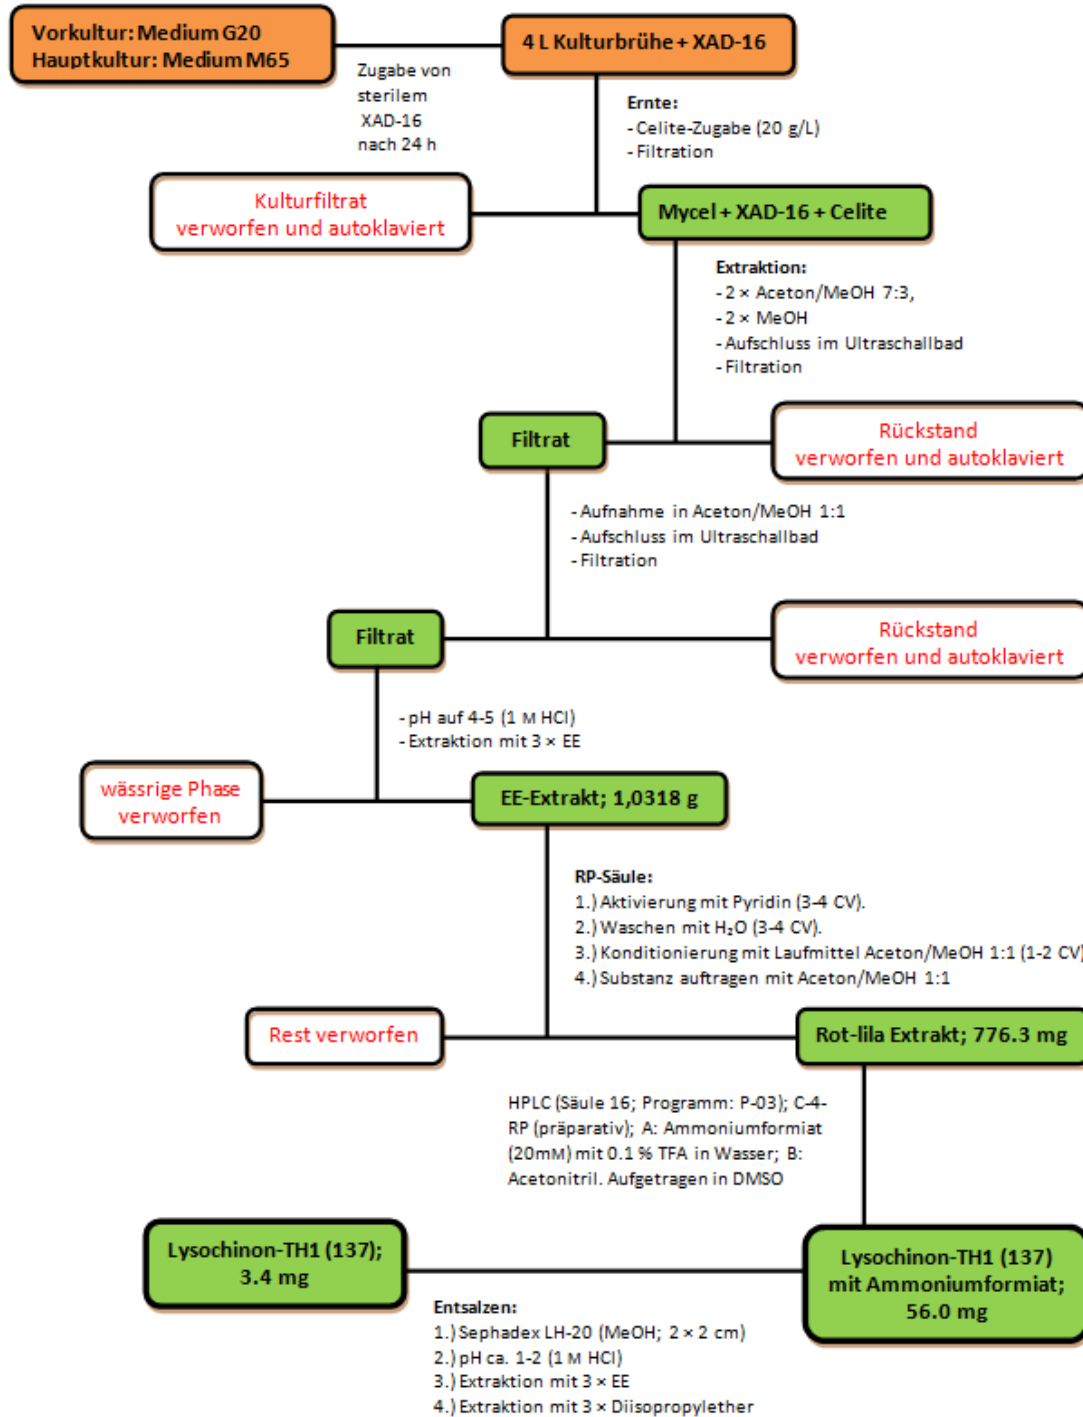 Vorkultur: Medium G20
Hauptkultur: Medium M65
4 L Kulturbrühe + XAD-16
Zugabe von
sterilem
XAD-16
nach 24 h
Ernte:
- Celite-Zugabe (20 g/L)
- Filtration
Kulturfiltrat
verworfen und autoklaviert
Mycel + XAD-16 + Celite
Extraktion:
- 2 × Aceton/MeOH 7:3,
- 2 × MeOH
- Aufschluss im Ultraschallbad
- Filtration
Filtrat
Rückstand
verworfen und autoklaviert
- Aufnahme in Aceton/MeOH 1:1
- Aufschluss im Ultraschallbad
- Filtration
Filtrat
Rückstand
verworfen und autoklaviert
- pH auf 4-5 (1 M HCl)
- Extraktion mit 3 × EE
wässrige Phase
verworfen
EE-Extrakt; 1,0318 g
RP-Säule:
1.) Aktivierung mit Pyridin (3-4 CV).
2.) Waschen mit H₂O (3-4 CV).
3.) Konditionierung mit Laufmittel Aceton/MeOH 1:1 (1-2 CV)
4.) Substanz auftragen mit Aceton/MeOH 1:1
Rest verworfen
Rot-lila Extrakt; 776.3 mg
HPLC (Säule 16; Programm: P-03); C-4-
RP (präparativ); A: Ammoniumformiat
(20mM) mit 0.1 % TFA in Wasser; B:
Acetonitril. Aufgetragen in DMSO
Lysochinon-TH1 (137);
3.4 mg
Lysochinon-TH1 (137)
mit Ammoniumformiat;
56.0 mg
Entsalzen:
1.) Sephadex LH-20 (MeOH; 2 × 2 cm)
2.) pH ca. 1-2 (1 M HCl)
3.) Extraktion mit 3 × EE
4.) Extraktion mit 3 × Diisopropylether